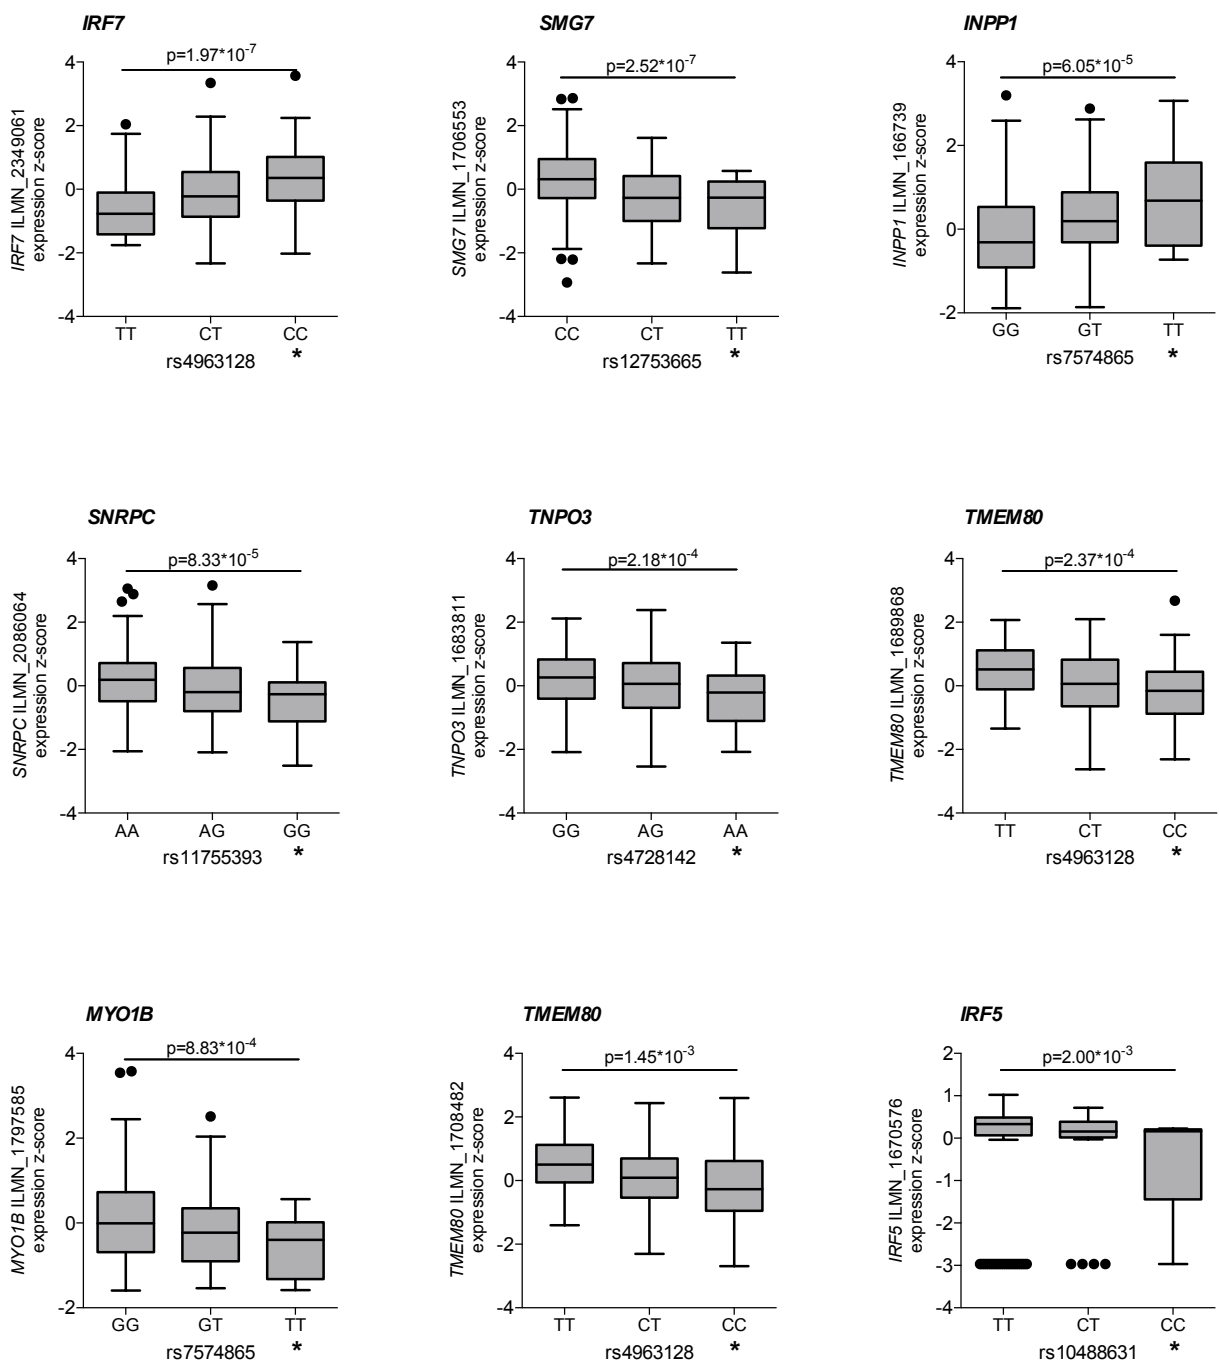 IRF7
p=1.97*10-7
IRF7 ILMN_2349061
expression z-score
4
2
0
-2
-4
TT CT CC
rs4963128 *
SMG7
p=2.52*10-7
SMG7 ILMN_1706553
expression z-score
4
2
0
-2
-4
CC CT TT
rs12753665 *
INPP1
p=6.05*10-5
INPP1 ILMN_166739
expression z-score
4
2
0
-2
GG GT TT
rs7574865 *
SNRPC
p=8.33*10-5
SNRPC ILMN_2086064
expression z-score
4
2
0
-2
-4
AA AG GG
rs11755393 *
TNPO3
p=2.18*10-4
TNPO3 ILMN_1683811
expression z-score
4
2
0
-2
-4
GG AG AA
rs4728142 *
TMEM80
p=2.37*10-4
TMEM80 ILMN_1689868
expression z-score
4
2
0
-2
-4
TT CT CC
rs4963128 *
MYO1B
p=8.83*10-4
MYO1B ILMN_1797585
expression z-score
4
2
0
-2
GG GT TT
rs7574865 *
TMEM80
p=1.45*10-3
TMEM80 ILMN_1708482
expression z-score
4
2
0
-2
-4
TT CT CC
rs4963128 *
IRF5
p=2.00*10-3
IRF5 ILMN_1670576
expression z-score
2
1
0
-1
-2
-3
-4
TT CT CC
rs10488631 *